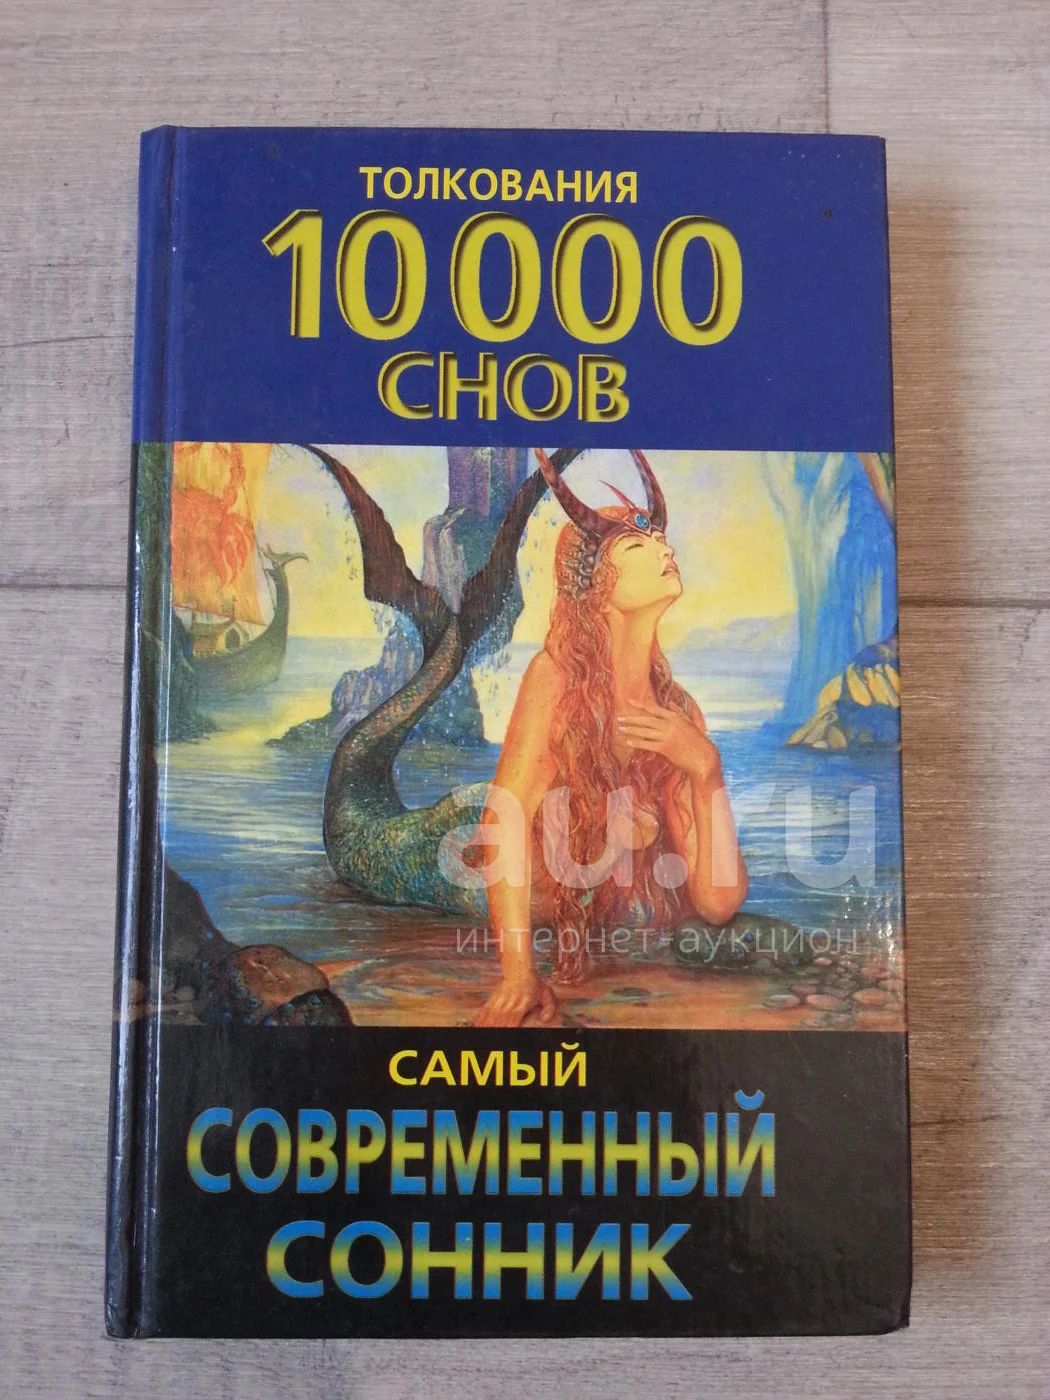 ТОЛКОВАНИЯ
10 000
СНОВ
au.ru
интернет-аукцион
САМЫЙ
СОВРЕМЕННЫЙ
СОННИК